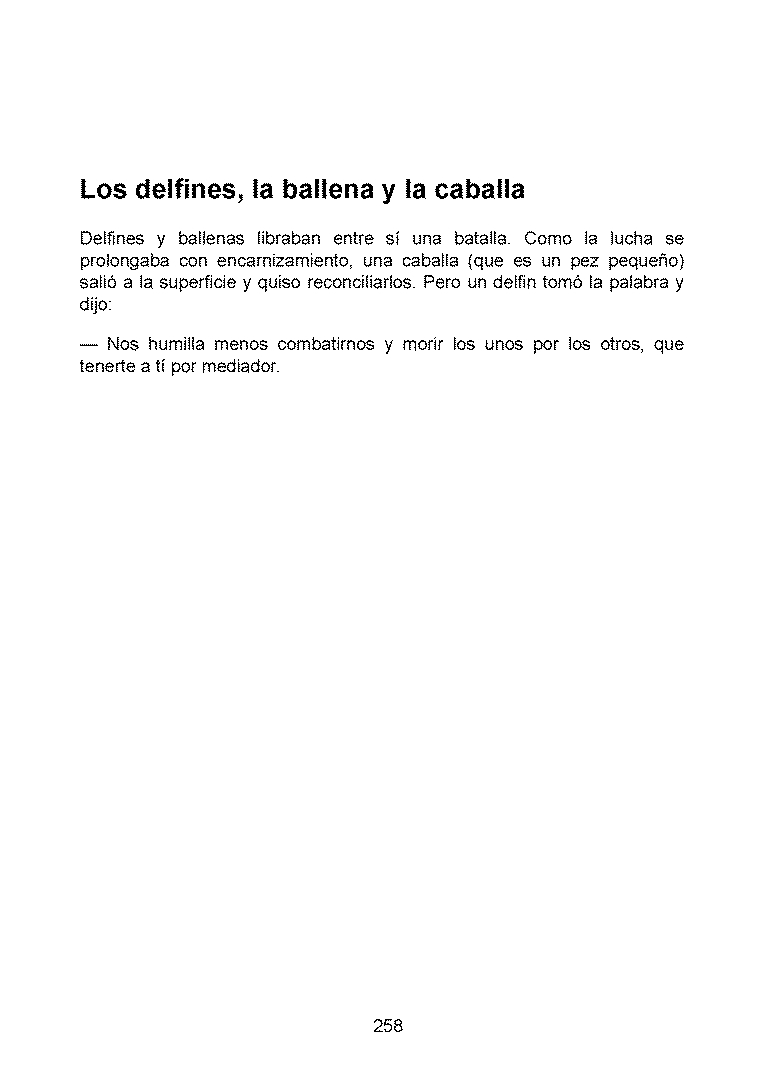 Los delfines, la ballena y la caballa
Delfines y ballenas libraban entre sí una batalla. Como la lucha se
prolongaba con encarnizamiento, una caballa (que es un pez pequeño)
salió a la superficie y quiso reconciliarlos. Pero un delfin tomó la palabra y
dijo:
— Nos humilla menos combatirnos y morir los unos por los otros, que
tenerte a tí por mediador.
258